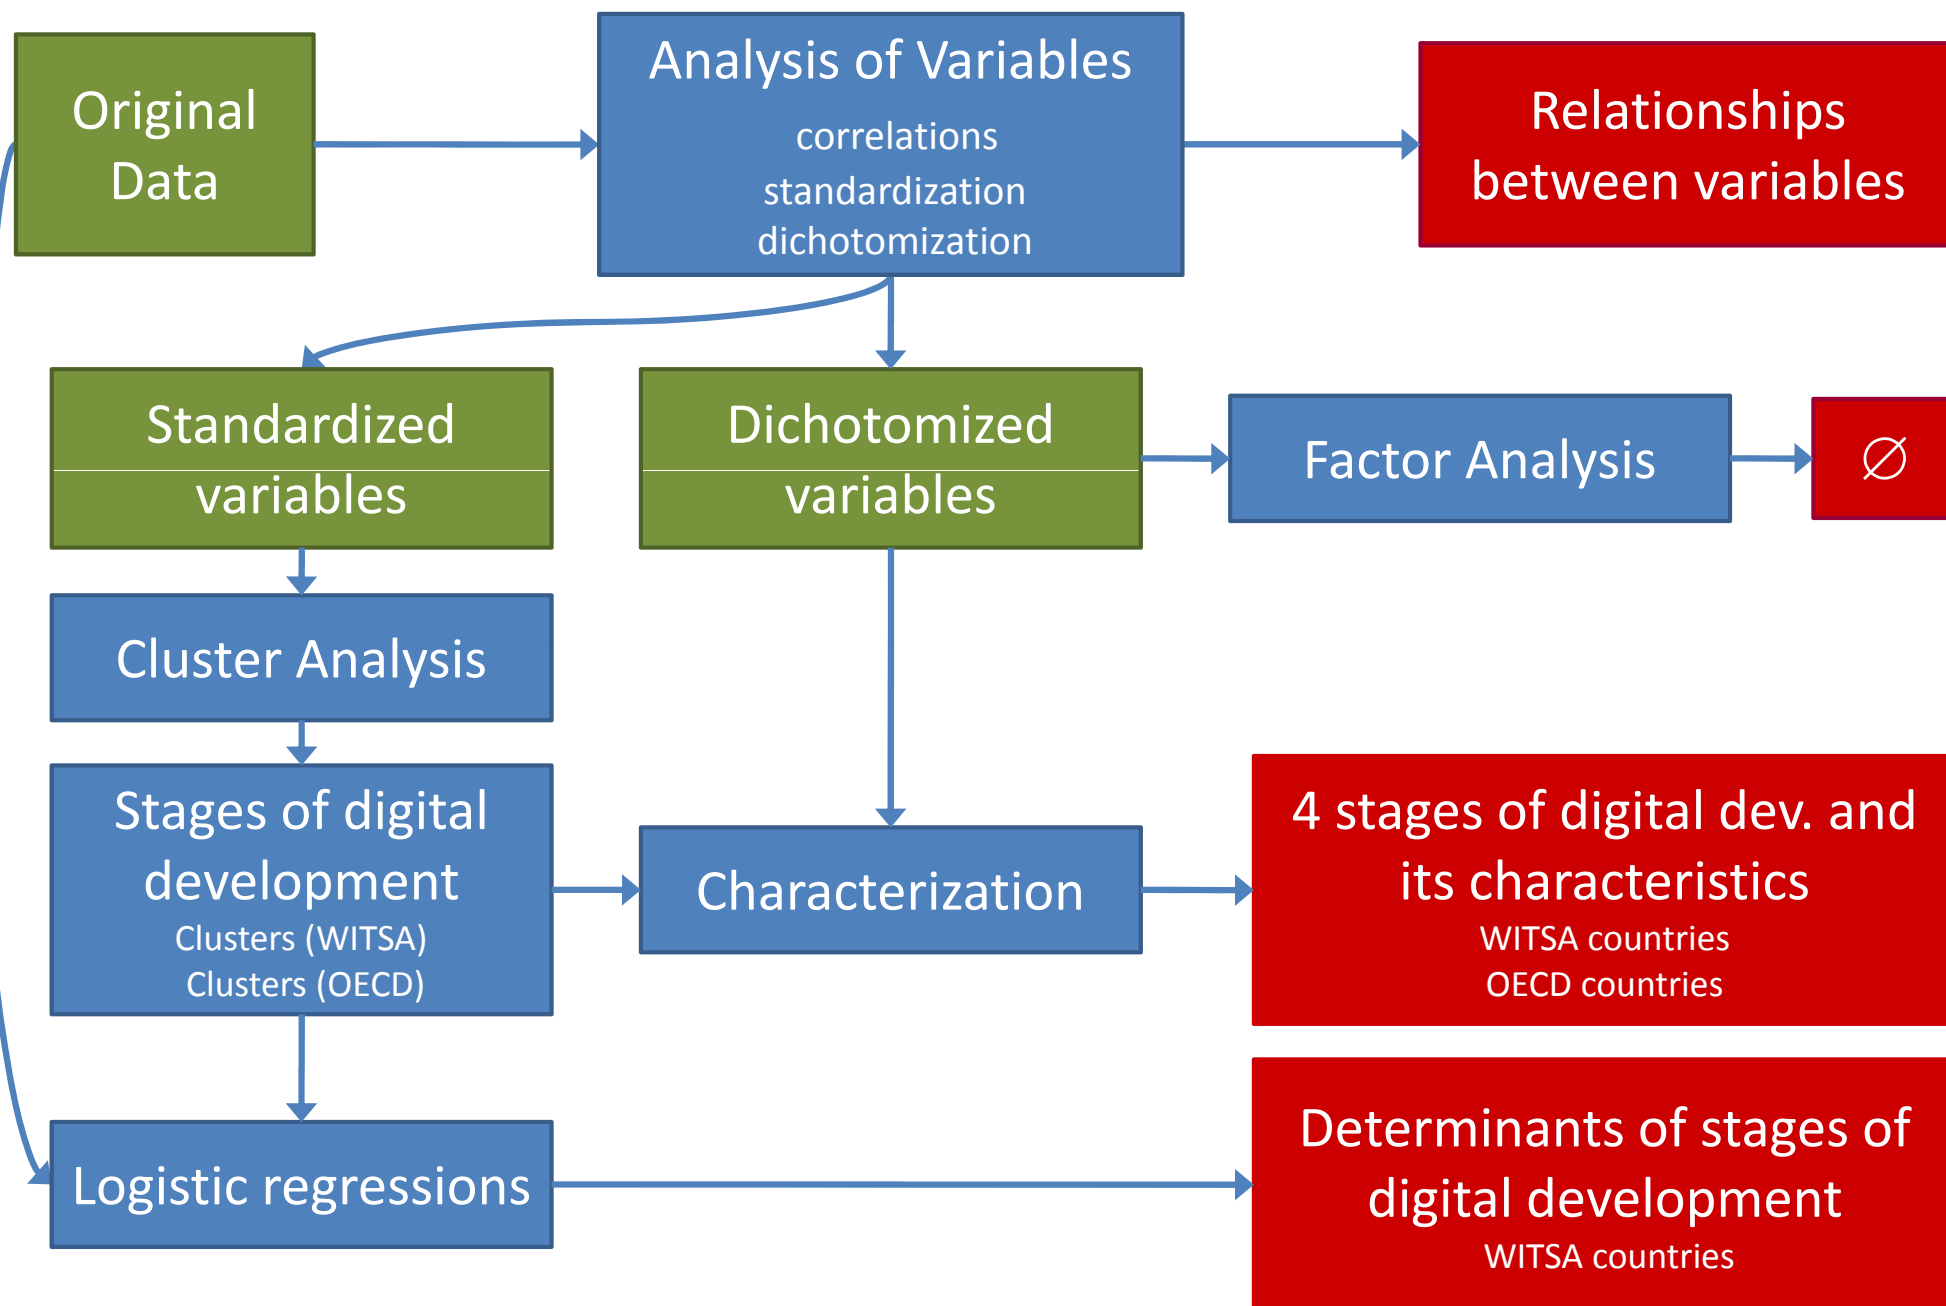 Original
Data
Analysis of Variables
correlations
standardization
dichotomization
Relationships
between variables
Standardized
variables
Dichotomized
variables
Factor Analysis
∅
Cluster Analysis
Stages of digital
development
Clusters (WITSA)
Clusters (OECD)
Characterization
4 stages of digital dev. and
its characteristics
WITSA countries
OECD countries
Logistic regressions
Determinants of stages of
digital development
WITSA countries